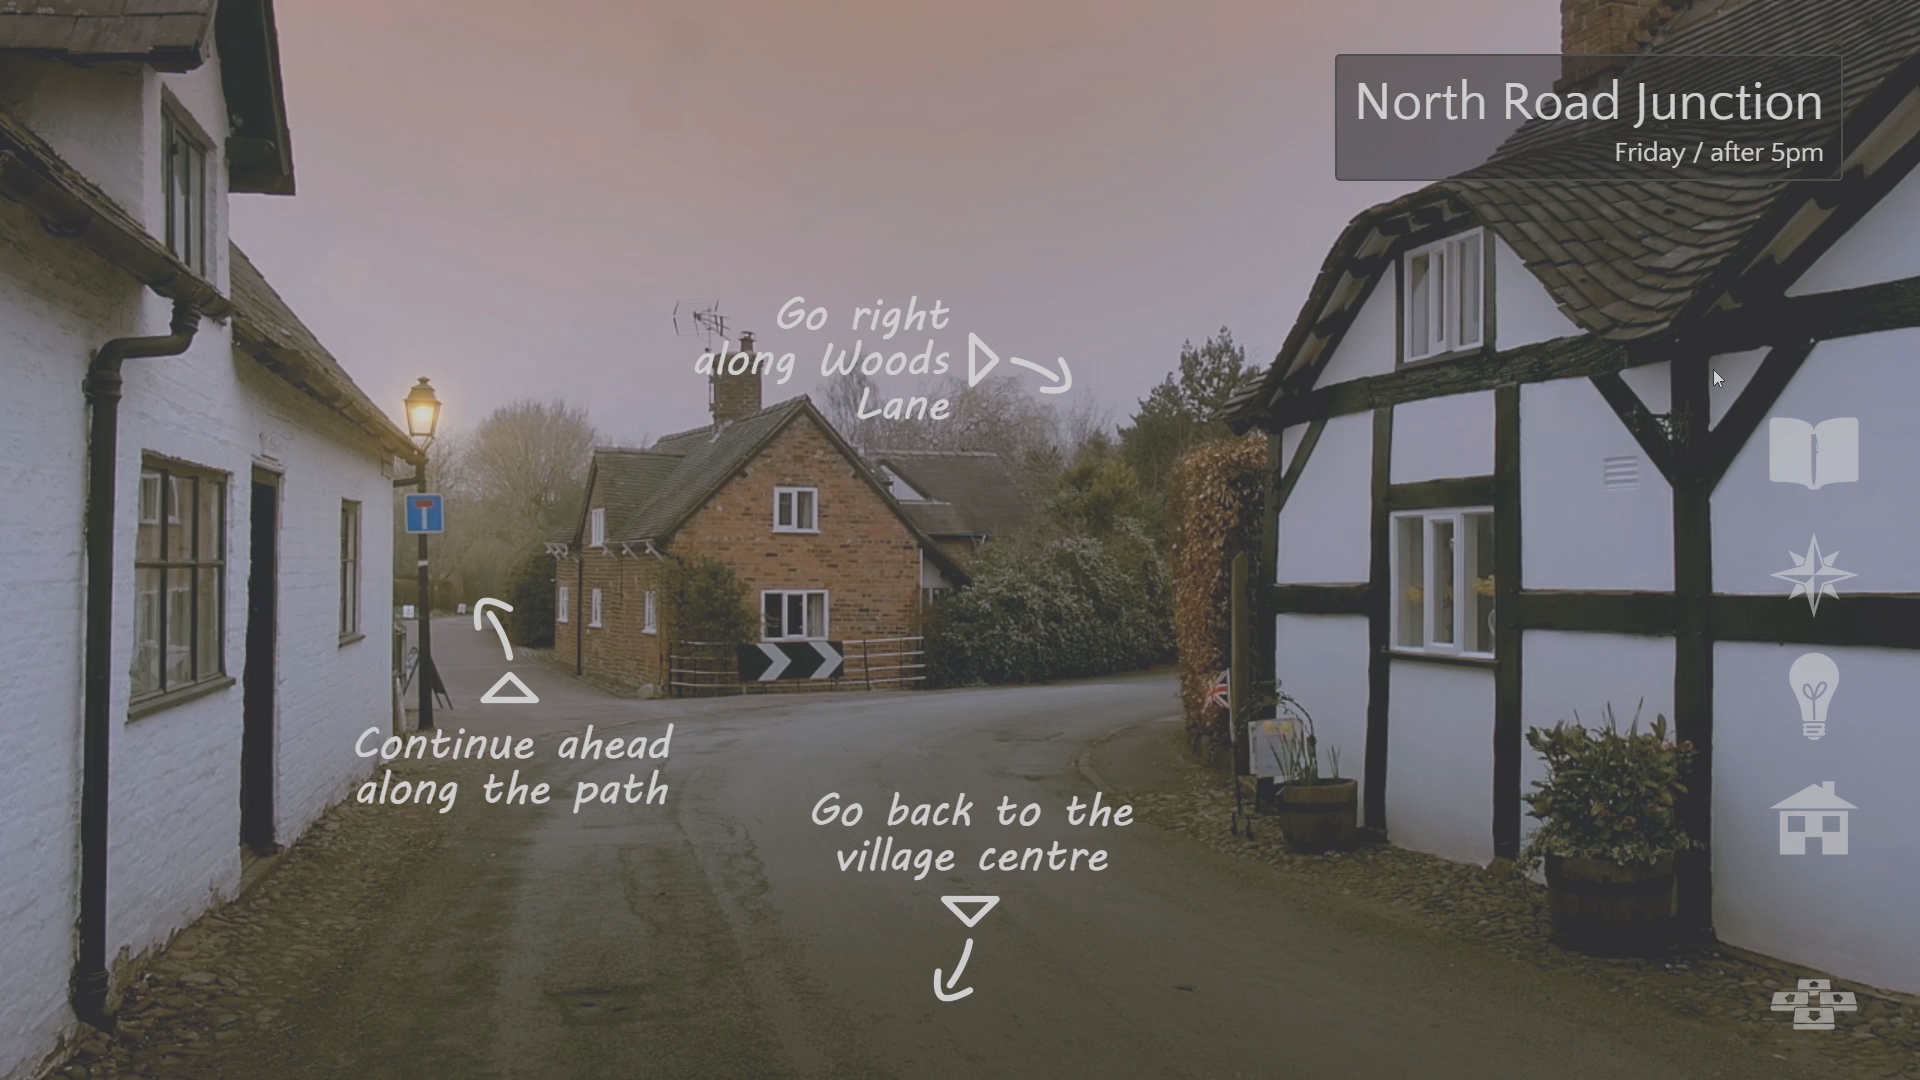 North Road Junction
Friday / after 5pm
Go right
along Woods
Lane
Continue ahead
along the path
Go back to the
village centre